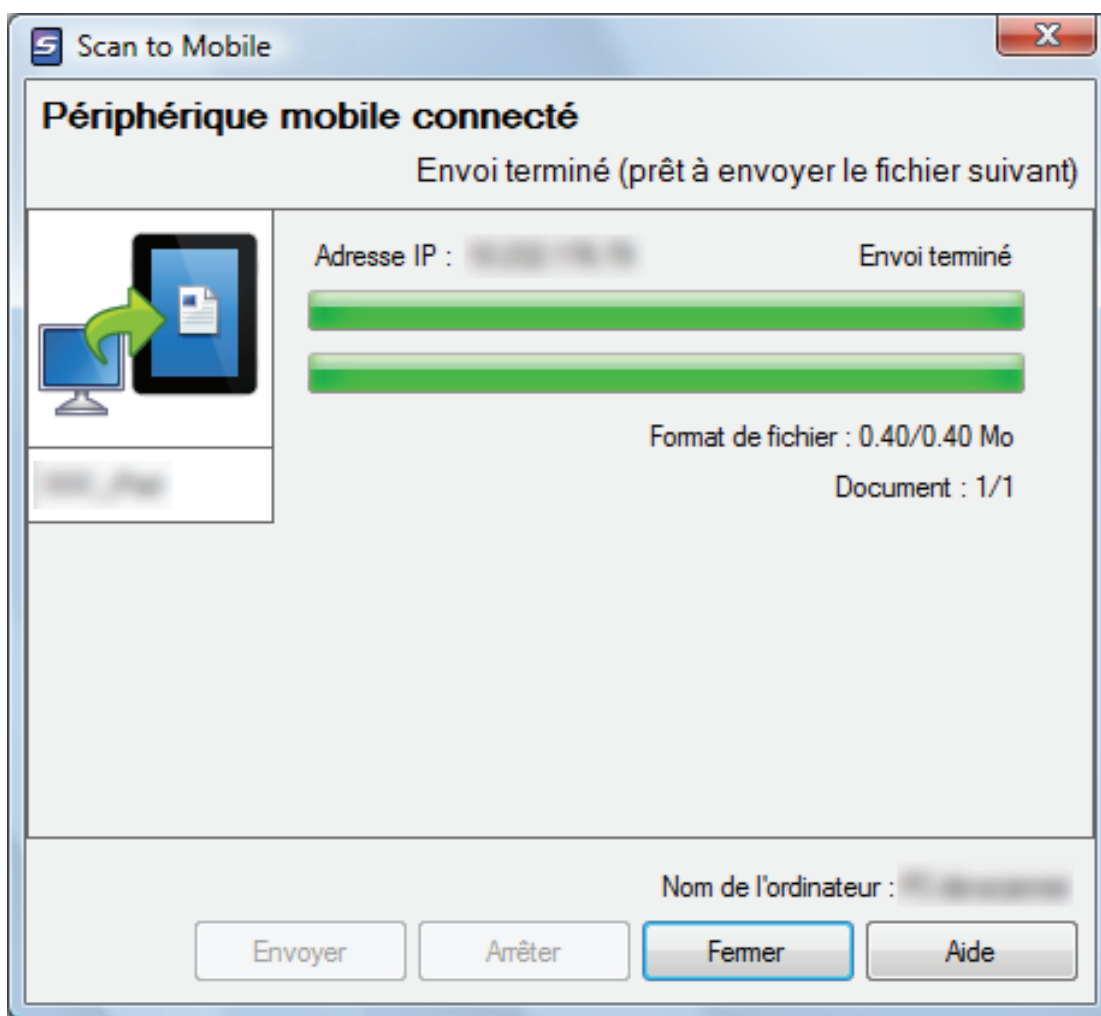 Scan to Mobile
Périphérique mobile connecté
Envoi terminé (prêt à envoyer le fichier suivant)
Adresse IP :
Envoi terminé
Format de fichier : 0.40/0.40 Mo
Document : 1/1
Nom de l'ordinateur :
Envoyer
Arrêter
Fermer
Aide